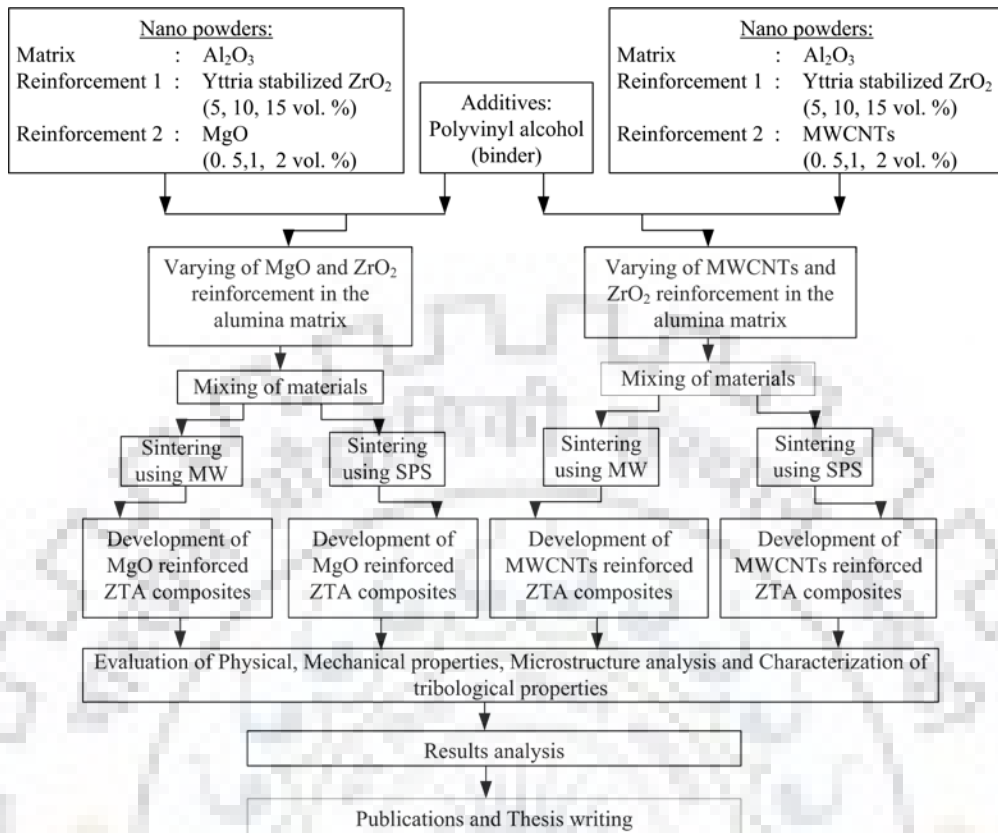 Nano powders:
Matrix : Al₂O₃
Reinforcement 1 : Yttria stabilized ZrO₂
(5, 10, 15 vol. %)
Reinforcement 2 : MgO
(0. 5,1, 2 vol. %)
Additives:
Polyvinyl alcohol
(binder)
Nano powders:
Matrix : Al₂O₃
Reinforcement 1 : Yttria stabilized ZrO₂
(5, 10, 15 vol. %)
Reinforcement 2 : MWCNTs
(0. 5,1, 2 vol. %)
Varying of MgO and ZrO₂
reinforcement in the
alumina matrix
Varying of MWCNTs and
ZrO₂ reinforcement in the
alumina matrix
Mixing of materials
Mixing of materials
Sintering
using MW
Sintering
using SPS
Sintering
using MW
Sintering
using SPS
Development of
MgO reinforced
ZTA composites
Development of
MgO reinforced
ZTA composites
Development of
MWCNTs reinforced
ZTA composites
Development of
MWCNTs reinforced
ZTA composites
Evaluation of Physical, Mechanical properties, Microstructure analysis and Characterization of
tribological properties
Results analysis
Publications and Thesis writing